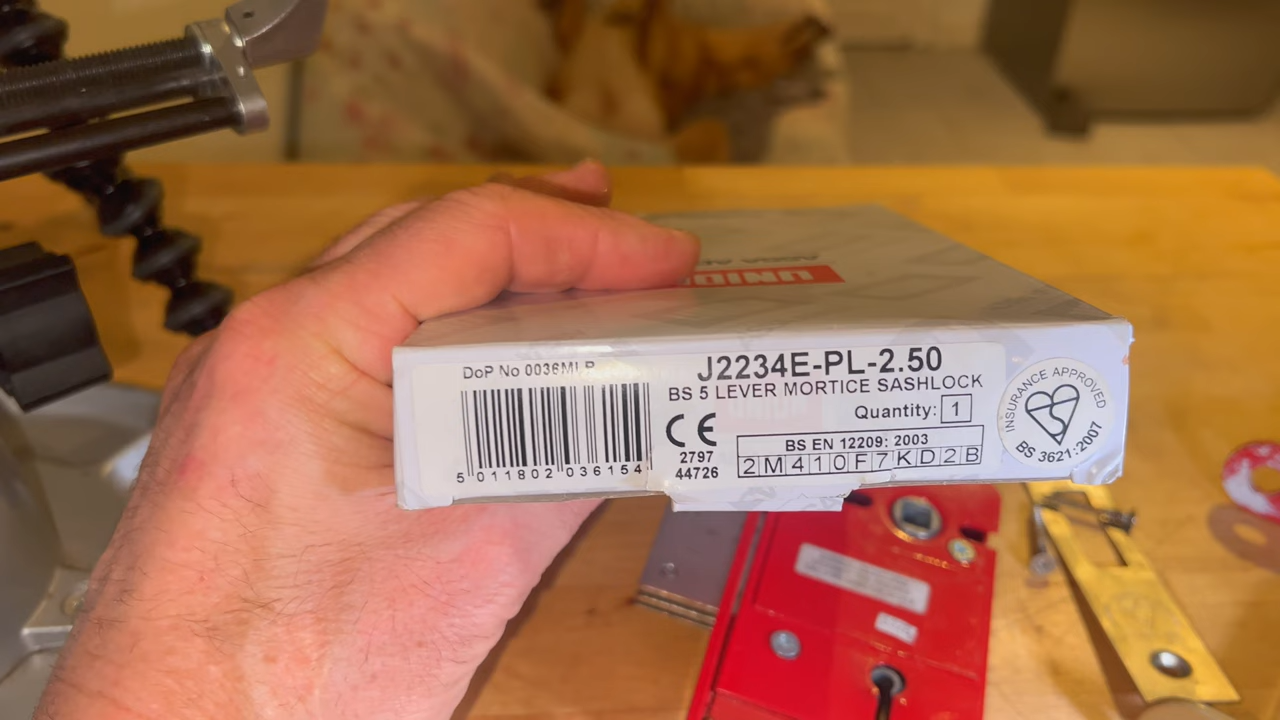 UNION
DoP No 0036MLP
J2234E-PL-2.50
BS 5 LEVER MORTICE SASHLOCK
Quantity: 1
5 011802 036154
CE
2797
44726
BS EN 12209: 2003
2 M 4 1 0 F 7 K D 2 B
INSURANCE APPROVED
BS 3621:2007